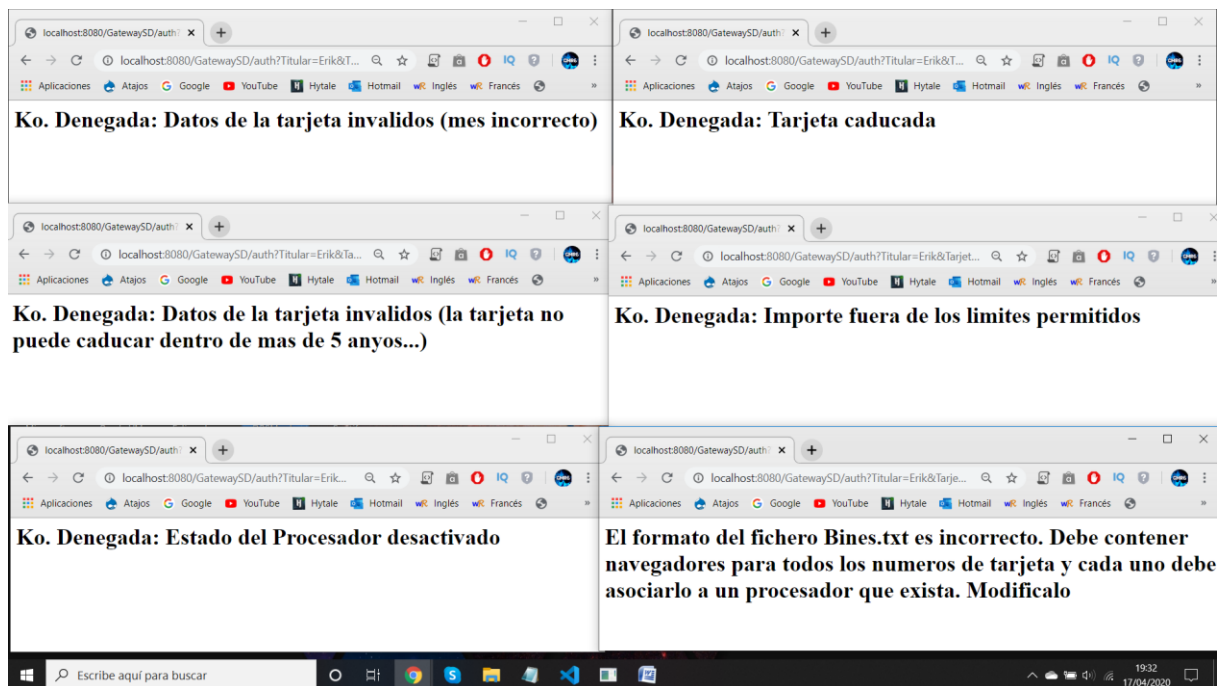 localhost:8080/GatewaySD/auth?
localhost:8080/GatewaySD/auth?Titular=Erik&T...
Aplicaciones Atajos Google YouTube Hytale Hotmail Inglés Francés »
Ko. Denegada: Datos de la tarjeta invalidos (mes incorrecto)
localhost:8080/GatewaySD/auth?
localhost:8080/GatewaySD/auth?Titular=Erik&T...
Aplicaciones Atajos Google YouTube Hytale Hotmail Inglés Francés »
Ko. Denegada: Tarjeta caducada
localhost:8080/GatewaySD/auth?
localhost:8080/GatewaySD/auth?Titular=Erik&Ta...
Aplicaciones Atajos Google YouTube Hytale Hotmail Inglés Francés »
Ko. Denegada: Datos de la tarjeta invalidos (la tarjeta no
puede caducar dentro de mas de 5 anyos...)
localhost:8080/GatewaySD/auth?
localhost:8080/GatewaySD/auth?Titular=Erik&Tarjet...
Aplicaciones Atajos Google YouTube Hytale Hotmail Inglés Francés »
Ko. Denegada: Importe fuera de los limites permitidos
localhost:8080/GatewaySD/auth?
localhost:8080/GatewaySD/auth?Titular=Erik...
Aplicaciones Atajos Google YouTube Hytale Hotmail Inglés Francés »
Ko. Denegada: Estado del Procesador desactivado
localhost:8080/GatewaySD/auth?
localhost:8080/GatewaySD/auth?Titular=Erik&Tarje...
Aplicaciones Atajos Google YouTube Hytale Hotmail Inglés Francés »
El formato del fichero Bines.txt es incorrecto. Debe contener
navegadores para todos los numeros de tarjeta y cada uno debe
asociarlo a un procesador que exista. Modificalo
Escribe aquí para buscar
19:32
17/04/2020